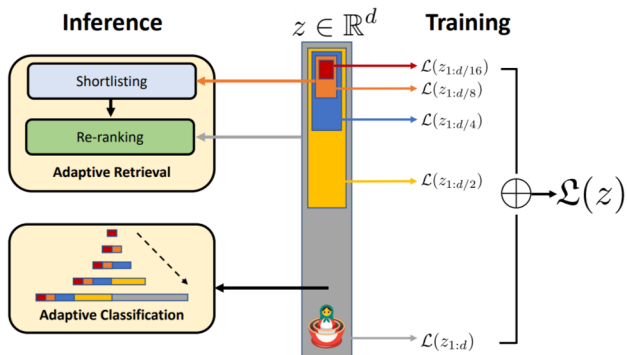 Inference
z ∈ ℝ^d
Training
Shortlisting
Re-ranking
Adaptive Retrieval
ℒ(z_{1:d/16})
ℒ(z_{1:d/8})
ℒ(z_{1:d/4})
ℒ(z_{1:d/2})
⊕
𝔏(z)
Adaptive Classification
ℒ(z_{1:d})